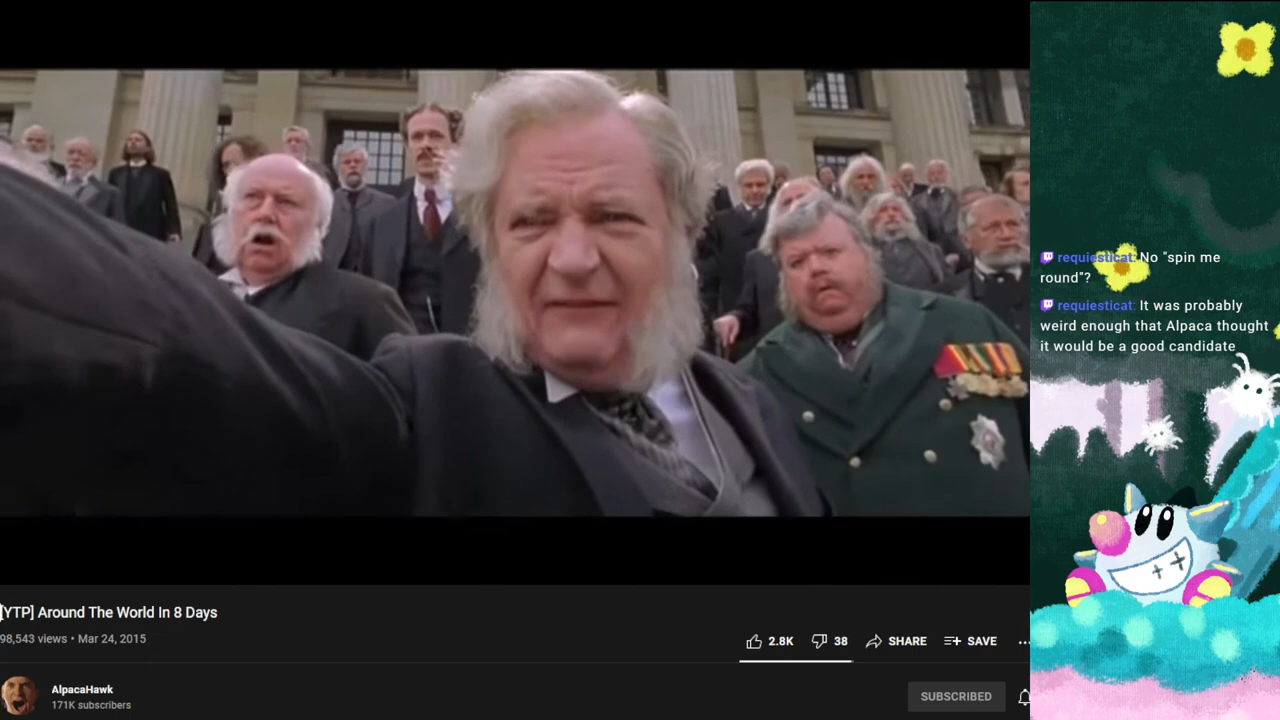 requiesticat: No "spin me
round"?
requiesticat: It was probably
weird enough that Alpaca thought
it would be a good candidate
[YTP] Around The World In 8 Days
98,543 views • Mar 24, 2015
2.8K 38 SHARE SAVE ...
AlpacaHawk
171K subscribers
SUBSCRIBED